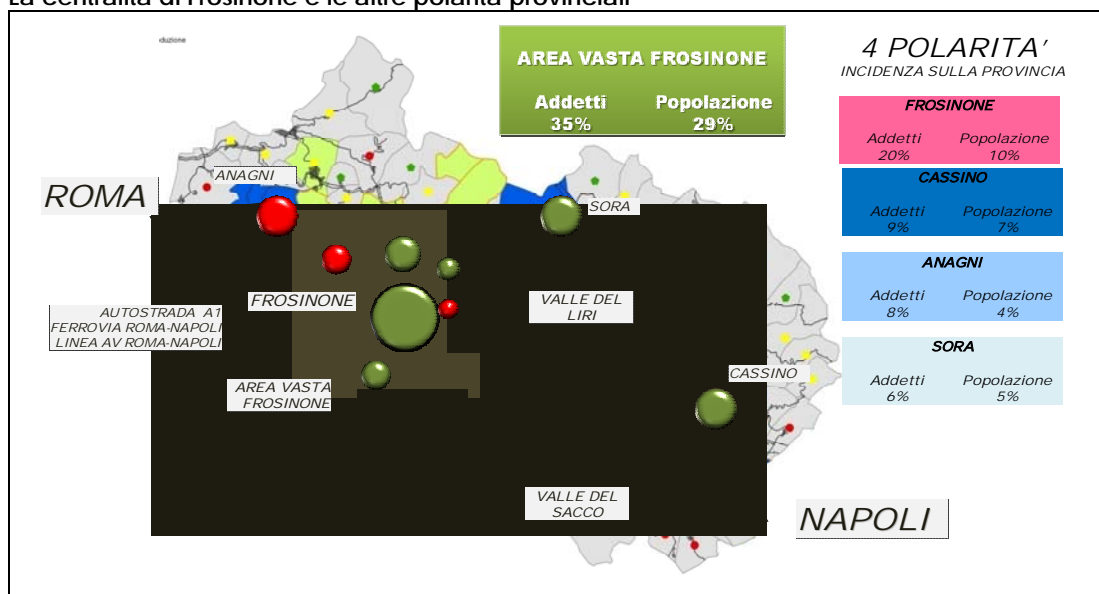 La centralità di Frosinone e le altre polarità provinciali
duzione
AREA VASTA FROSINONE
Addetti Popolazione
35% 29%
4 POLARITA'
INCIDENZA SULLA PROVINCIA
FROSINONE
Addetti Popolazione
20% 10%
CASSINO
Addetti Popolazione
9% 7%
ANAGNI
Addetti Popolazione
8% 4%
SORA
Addetti Popolazione
6% 5%
ROMA
ANAGNI
SORA
FROSINONE
VALLE DEL
LIRI
AUTOSTRADA A1
FERROVIA ROMA-NAPOLI
LINEA AV ROMA-NAPOLI
AREA VASTA
FROSINONE
CASSINO
VALLE DEL
SACCO
NAPOLI